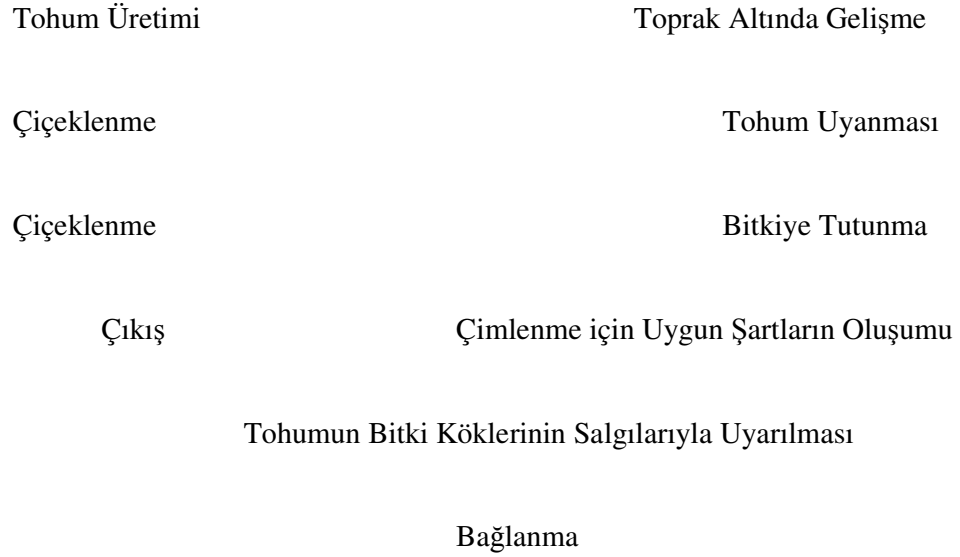 Tohum Üretimi Toprak Altında Gelişme
Çiçeklenme Tohum Uyanması
Çiçeklenme Bitkiye Tutunma
Çıkış Çimlenme için Uygun Şartların Oluşumu
Tohumun Bitki Köklerinin Salgılarıyla Uyarılması
Bağlanma